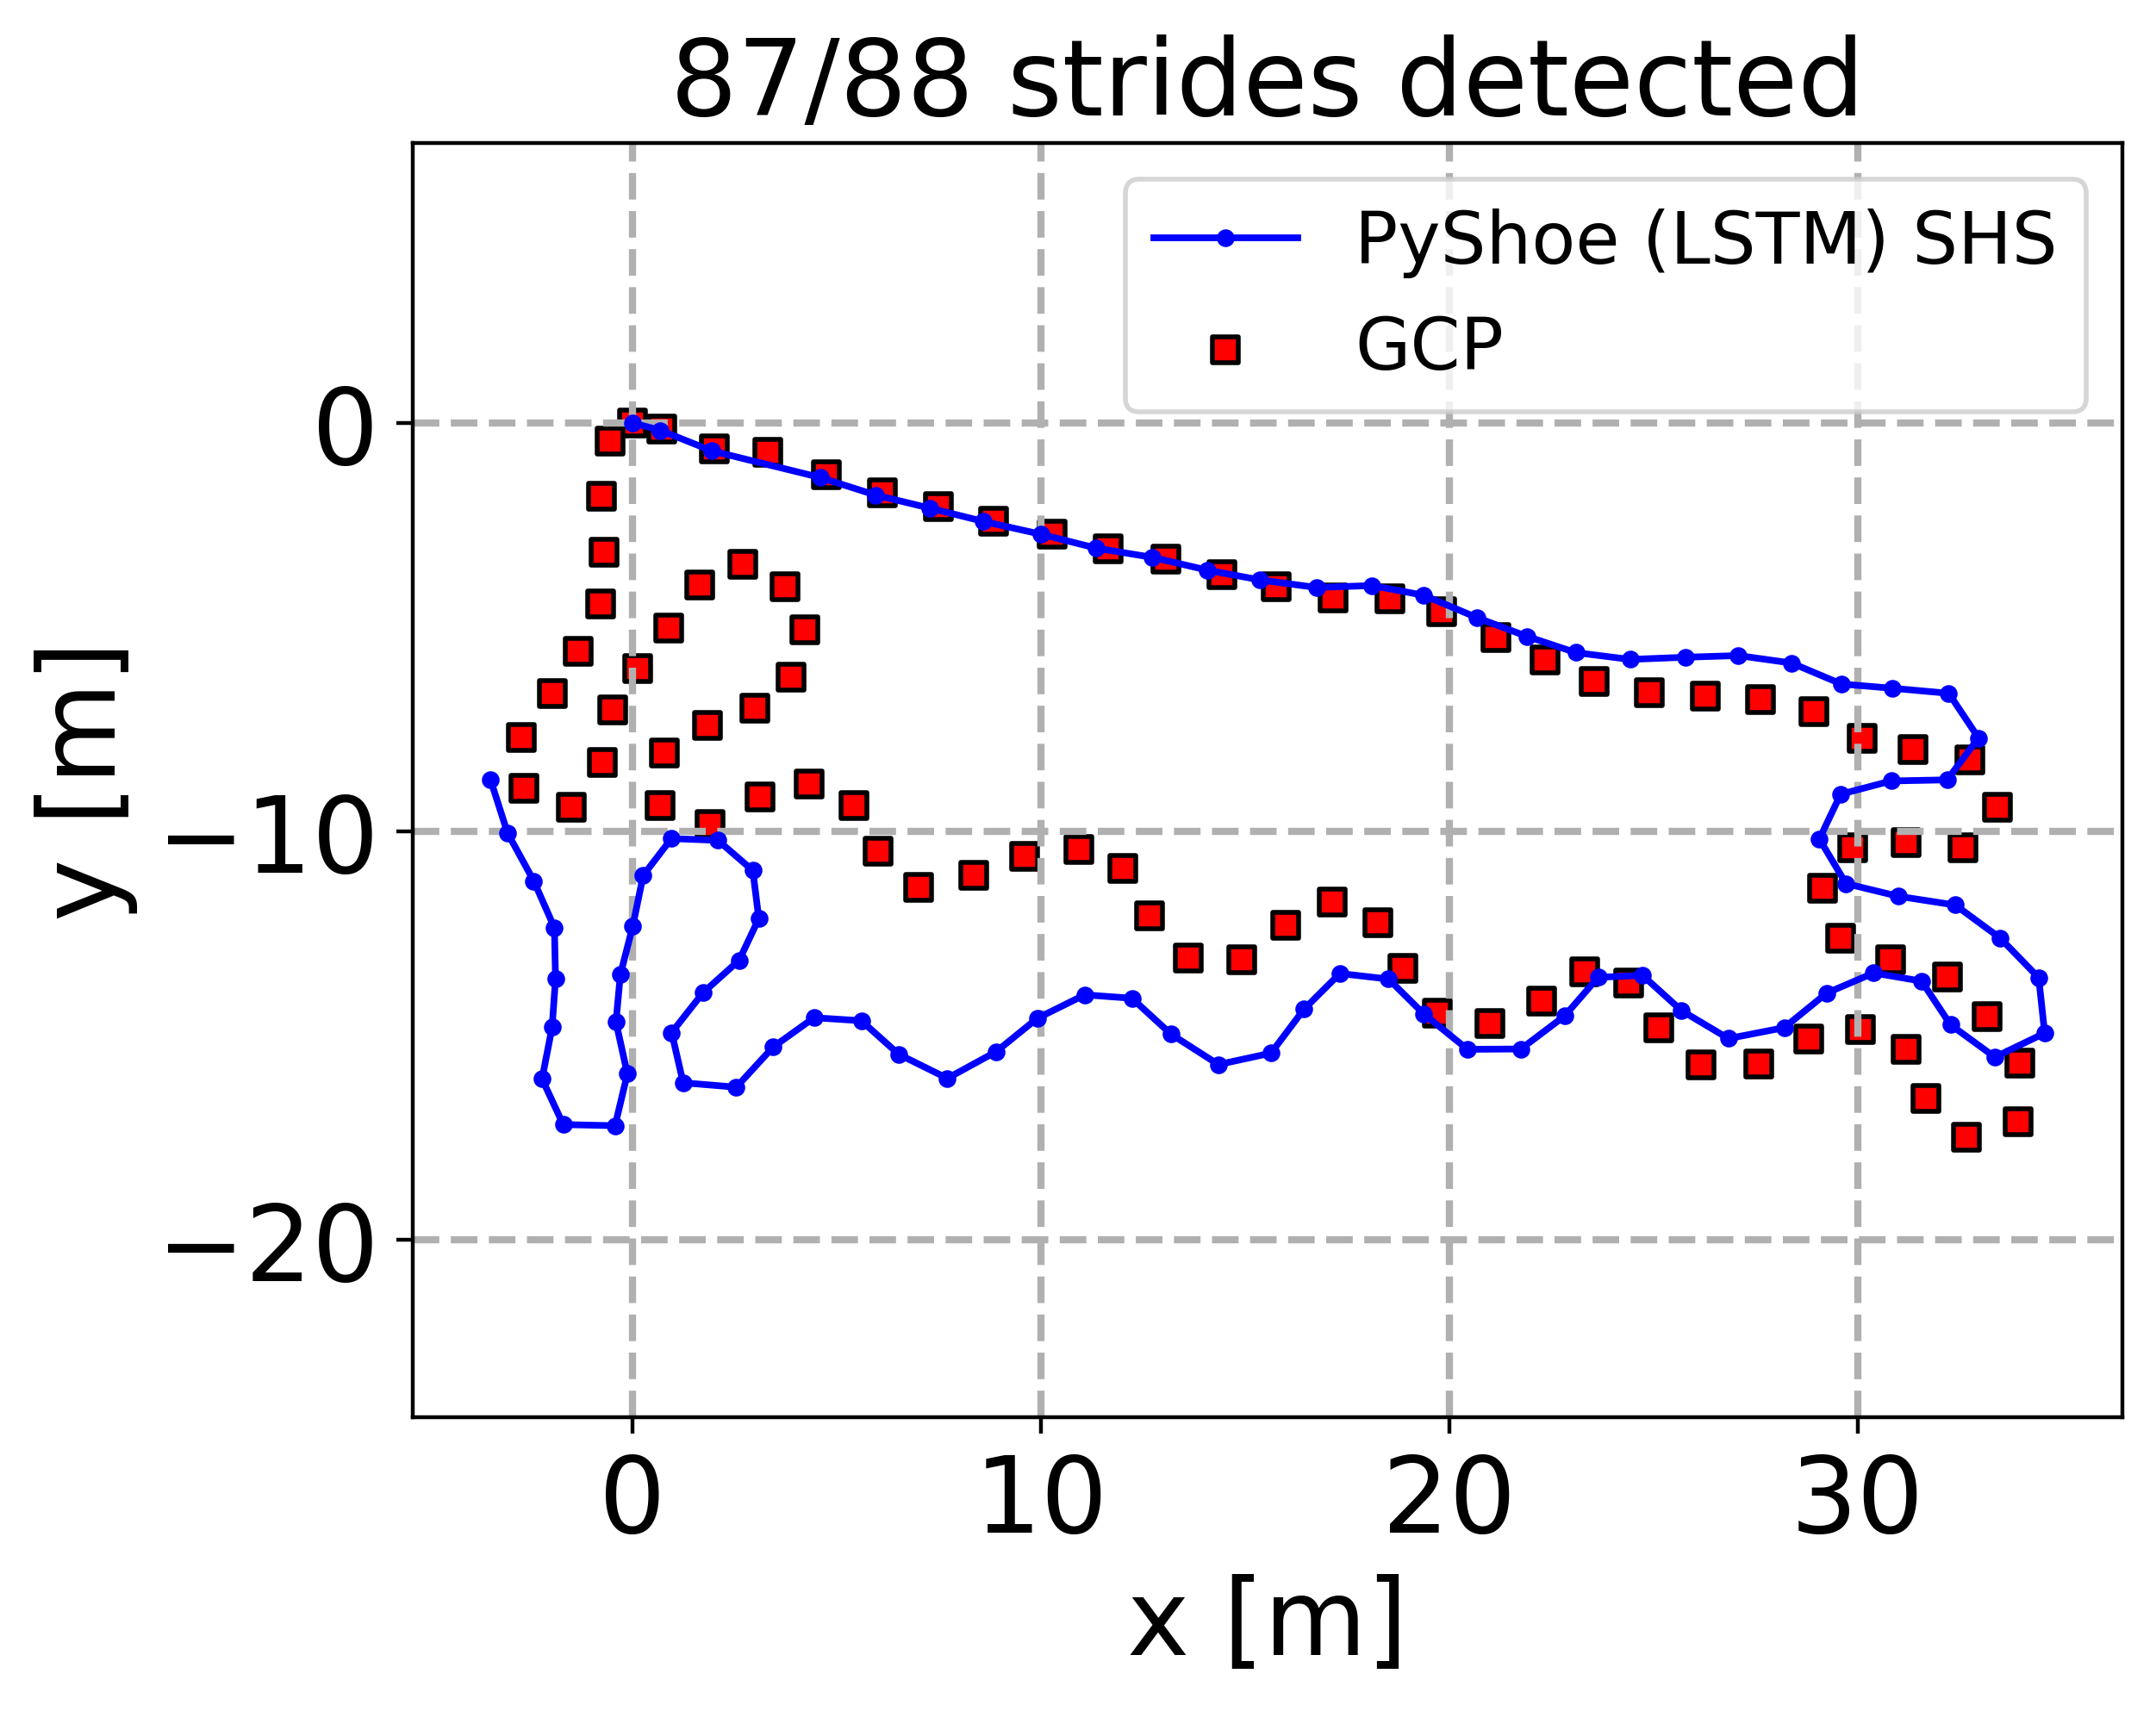 87/88 strides detected
PyShoe (LSTM) SHS
GCP
y [m]
0
−10
−20
0 10 20 30
x [m]